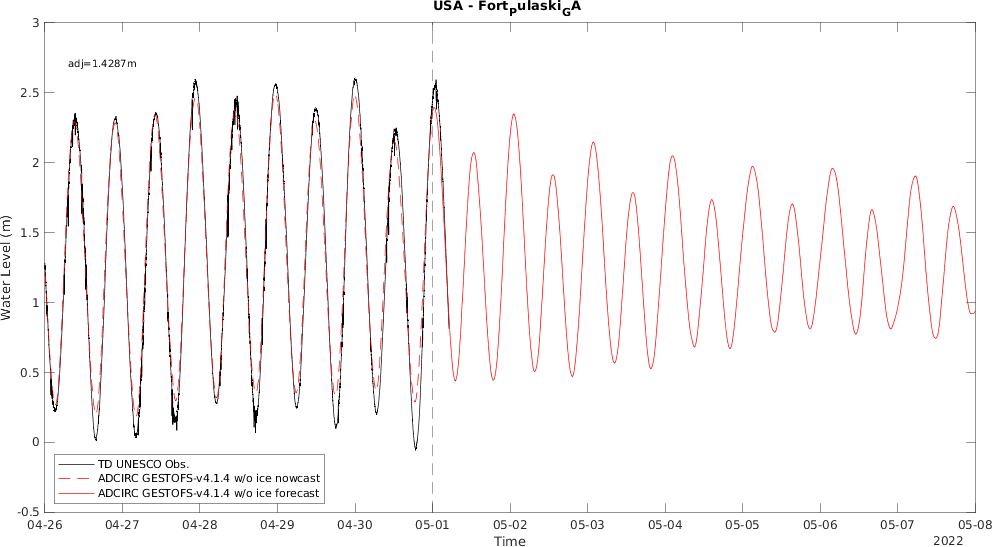 USA - Fort_Pulaski_GA
adj=1.4287m
3
2.5
2
1.5
1
0.5
0
-0.5
Water Level (m)
TD UNESCO Obs.
ADCIRC GESTOFS-v4.1.4 w/o ice nowcast
ADCIRC GESTOFS-v4.1.4 w/o ice forecast
04-26 04-27 04-28 04-29 04-30 05-01 05-02 05-03 05-04 05-05 05-06 05-07 05-08
Time
2022